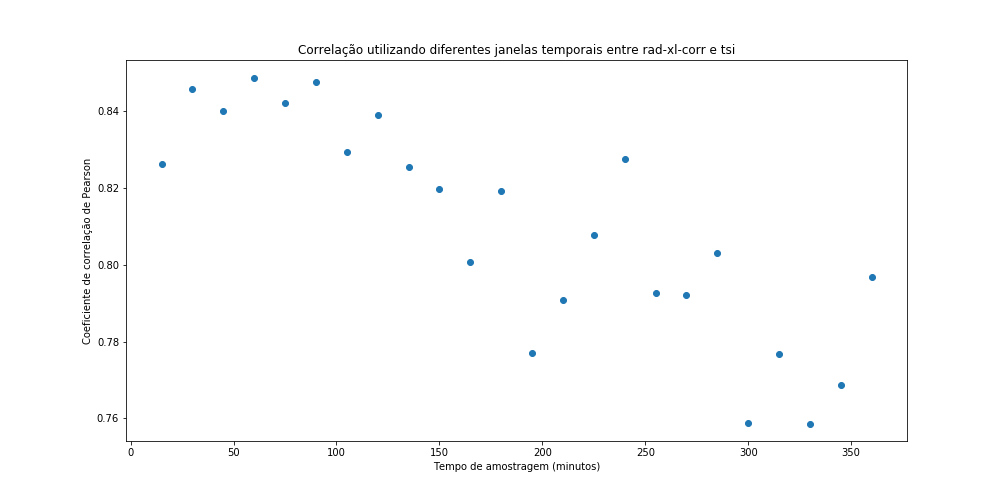 Correlação utilizando diferentes janelas temporais entre rad-xl-corr e tsi
Coeficiente de correlação de Pearson
0.84
0.82
0.80
0.78
0.76
0 50 100 150 200 250 300 350
Tempo de amostragem (minutos)